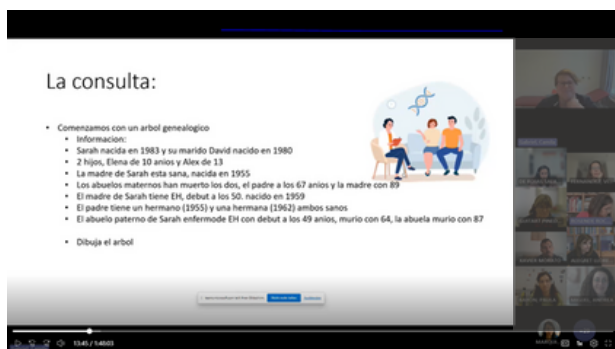 La consulta:
• Comenzamos con un arbol genealogico
• Informacion:
• Sarah nacida en 1983 y su marido David nacido en 1980
• 2 hijos, Elena de 10 anios y Alex de 13
• La madre de Sarah esta sana, nacida en 1955
• Los abuelos maternos han muerto los dos, el padre a los 67 anios y la madre con 89
• El madre de Sarah tiene EH, debut a los 50. nacido en 1959
• El padre tiene un hermano (1955) y una hermana (1962) ambos sanos
• El abuelo paterno de Sarah enfermode EH con debut a los 49 anios, murio con 64, la abuela murio con 87
• Dibuja el arbol
13:45 / 1:40:03